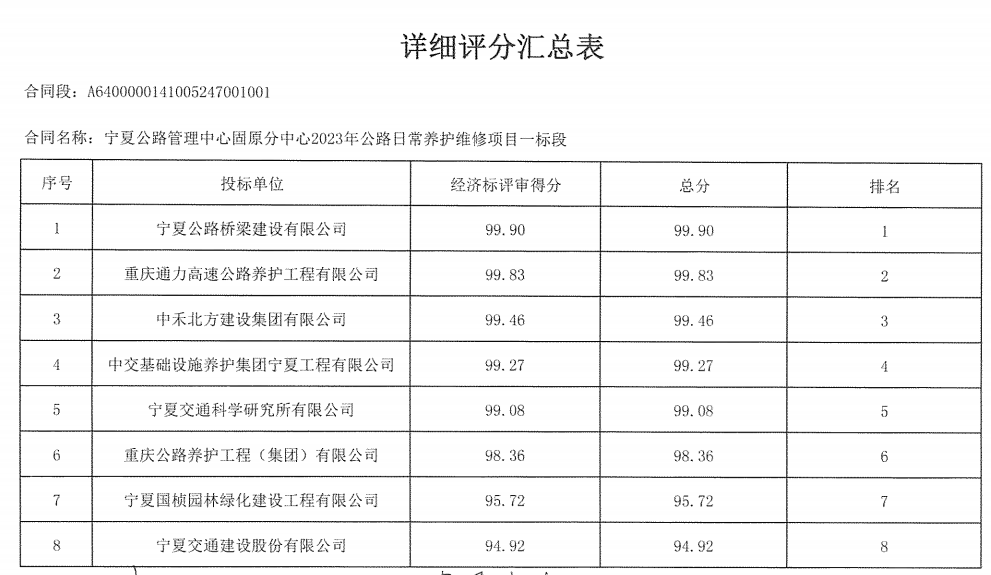 详细评分汇总表
合同段：A6400000141005247001001
合同名称：宁夏公路管理中心固原分中心2023年公路日常养护维修项目一标段
序号 投标单位 经济标评审得分 总分 排名
1 宁夏公路桥梁建设有限公司 99.90 99.90 1
2 重庆通力高速公路养护工程有限公司 99.83 99.83 2
3 中禾北方建设集团有限公司 99.46 99.46 3
4 中交基础设施养护集团宁夏工程有限公司 99.27 99.27 4
5 宁夏交通科学研究所有限公司 99.08 99.08 5
6 重庆公路养护工程（集团）有限公司 98.36 98.36 6
7 宁夏国桢园林绿化建设工程有限公司 95.72 95.72 7
8 宁夏交通建设股份有限公司 94.92 94.92 8